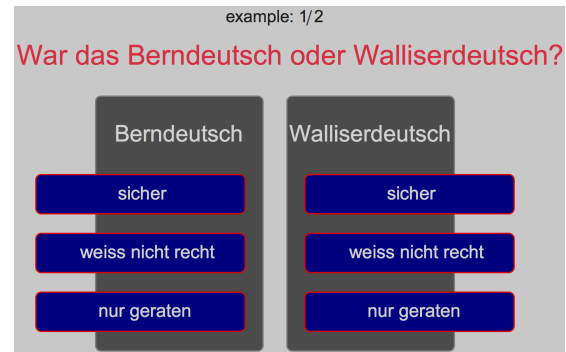 example: 1/2
War das Berndeutsch oder Walliserdeutsch?
Berndeutsch
Walliserdeutsch
sicher
sicher
weiss nicht recht
weiss nicht recht
nur geraten
nur geraten